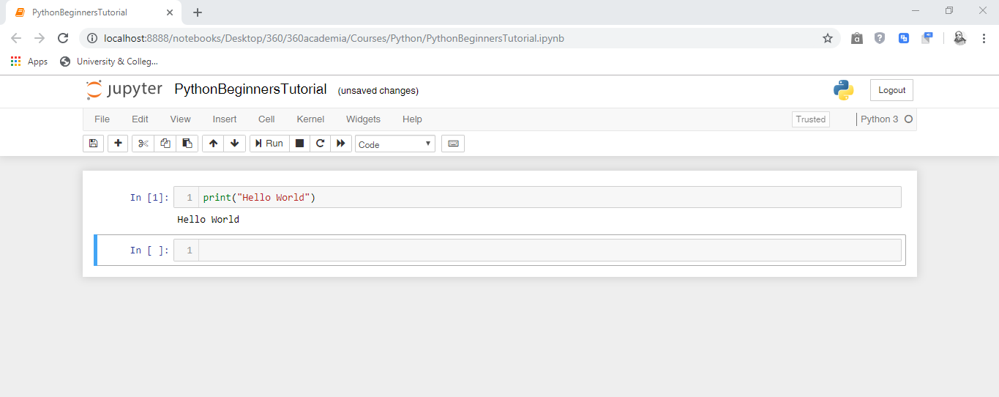 PythonBeginnersTutorial
localhost:8888/notebooks/Desktop/360/360academia/Courses/Python/PythonBeginnersTutorial.ipynb
Apps University & Colleg...
jupyter PythonBeginnersTutorial (unsaved changes) Logout
File Edit View Insert Cell Kernel Widgets Help Trusted Python 3
Run Code
In [1]: 1 print("Hello World")
Hello World
In [ ]: 1